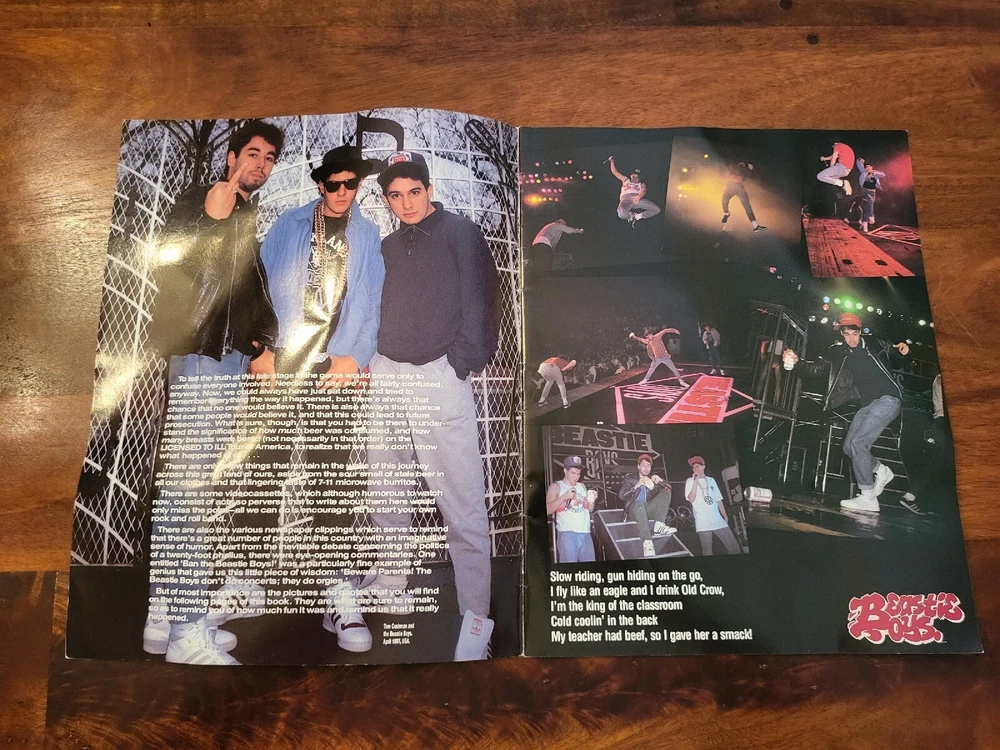 To tell the truth at this late stage in the game would serve only to
confuse everyone involved. Needless to say, we're all fairly confused,
anyway. Now, we could always have just sat down and tried to
remember everything the way it happened, but there's always that
chance that no one would believe it. There is also always that chance
that some people would believe it, and that this could lead to future
prosecution. What is sure, though, is that you had to be there to under-
stand the significance of how much beer was consumed, and how
many breasts were bared (not necessarily in that order) on the
LICENSED TO ILL Tour of America, to realize that we really don't know
what happened at all . . .
There are only a few things that remain in the wake of this journey
across this great land of ours, aside from the sour smell of stale beer in
all our clothes and that lingering taste of 7-11 microwave burritos.
There are some videocassettes, which although humorous to watch
now, consist of acts so perverse that to write about them here would
only miss the point—all we can do is encourage you to start your own
rock and roll band.
There are also the various newspaper clippings which serve to remind
that there's a great number of people in this country with an imaginative
sense of humor. Apart from the inevitable debate concerning the politics
of a twenty-foot phallus, there were eye-opening commentaries. One
entitled 'Ban the Beastie Boys!' was a particularly fine example of
genius that gave us this little piece of wisdom: 'Beware Parents! The
Beastie Boys don't do concerts; they do orgies.'
But of most importance are the pictures and quotes that you will find
on the following pages of this book. They are what are sure to remain,
so as to remind you of how much fun it was and remind us that it really
happened.
Tom Cushman and
the Beastie Boys.
April 1987, USA.
BEASTIE
BOYS
Slow riding, gun hiding on the go,
I fly like an eagle and I drink Old Crow,
I'm the king of the classroom
Cold coolin' in the back
My teacher had beef, so I gave her a smack!
Beastie
Boys